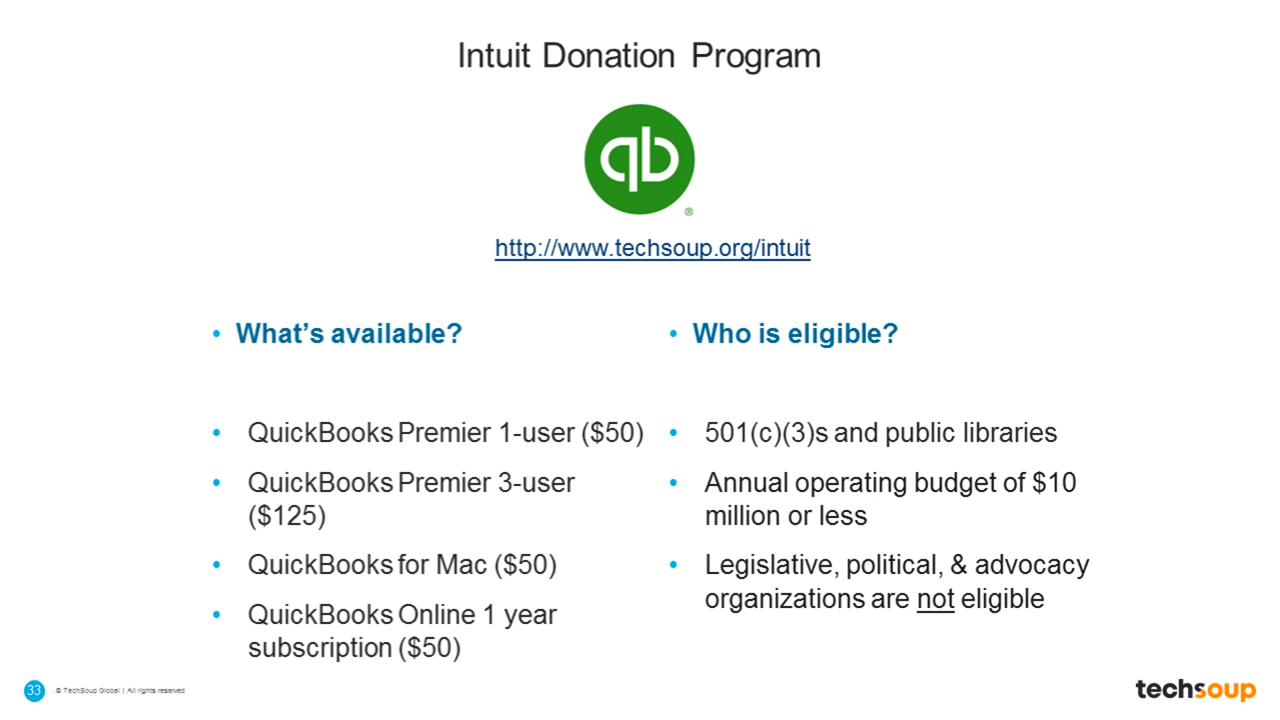 Intuit Donation Program
qb
®
http://www.techsoup.org/intuit
• What’s available?
• QuickBooks Premier 1-user ($50)
• QuickBooks Premier 3-user
($125)
• QuickBooks for Mac ($50)
• QuickBooks Online 1 year
subscription ($50)
• Who is eligible?
• 501(c)(3)s and public libraries
• Annual operating budget of $10
million or less
• Legislative, political, & advocacy
organizations are not eligible
33 . © TechSoup Global | All rights reserved
techsoup